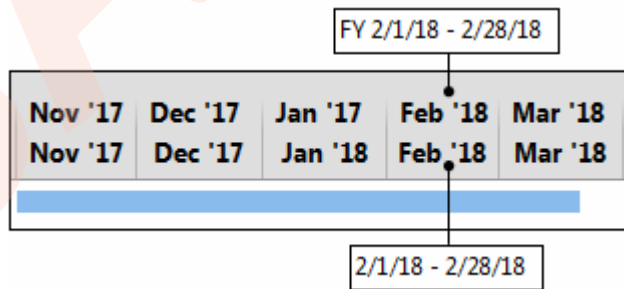 FY 2/1/18 - 2/28/18
Nov '17 Dec '17 Jan '17 Feb '18 Mar '18
Nov '17 Dec '17 Jan '18 Feb '18 Mar '18
2/1/18 - 2/28/18